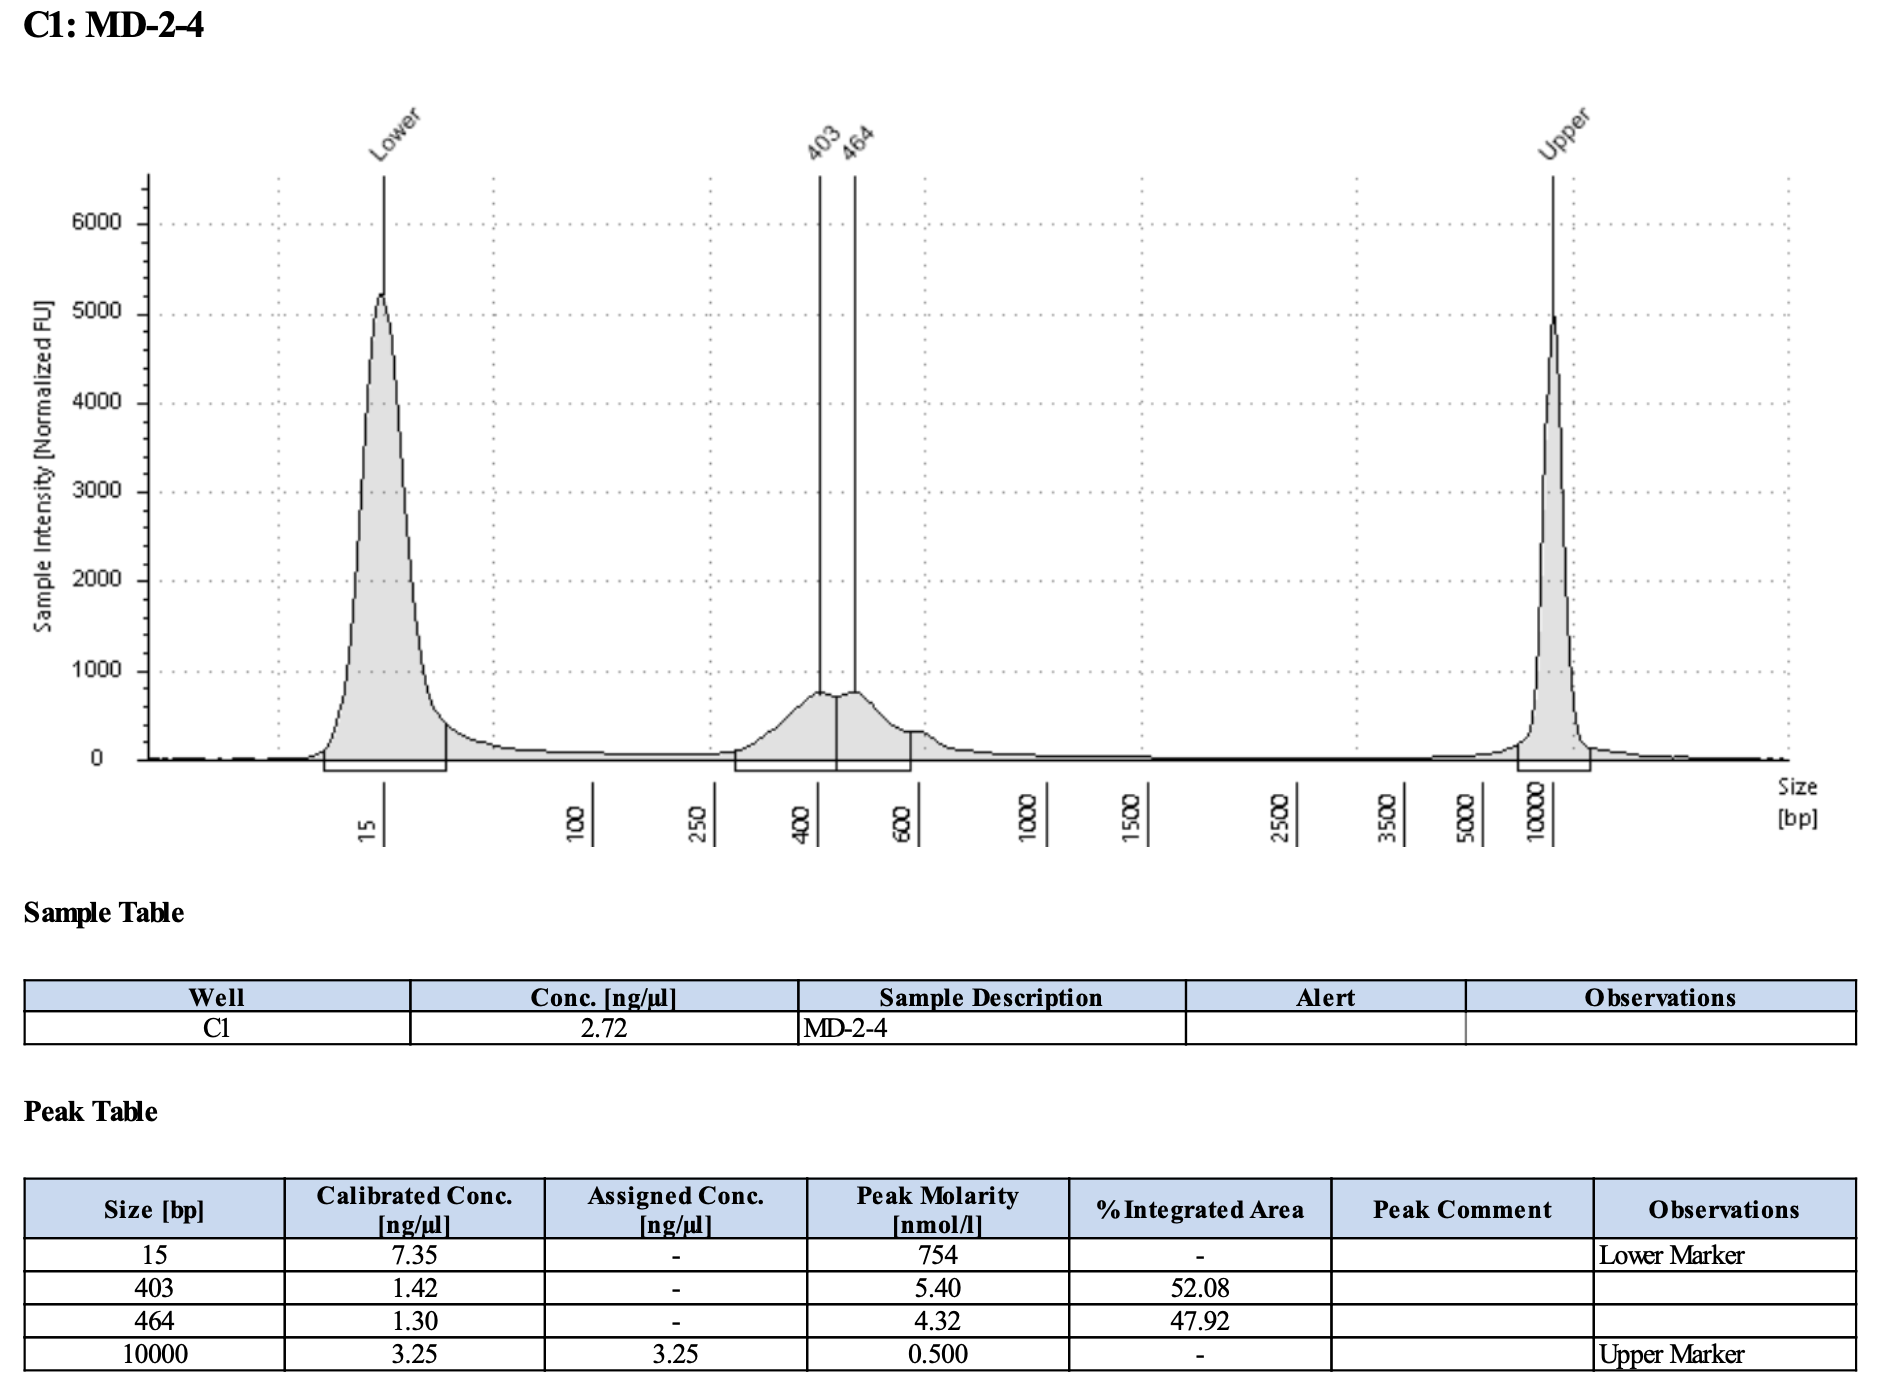 C1: MD-2-4
Lower
403
464
Upper
Sample Intensity [Normalized FU]
6000
5000
4000
3000
2000
1000
0
15
100
250
400
600
1000
1500
2500
3500
5000
10000
Size
[bp]
Sample Table
Well Conc. [ng/µl] Sample Description Alert Observations
C1 2.72 MD-2-4
Peak Table
Size [bp] Calibrated Conc. [ng/µl] Assigned Conc. [ng/µl] Peak Molarity [nmol/l] % Integrated Area Peak Comment Observations
15 7.35 - 754 - Lower Marker
403 1.42 - 5.40 52.08
464 1.30 - 4.32 47.92
10000 3.25 3.25 0.500 - Upper Marker